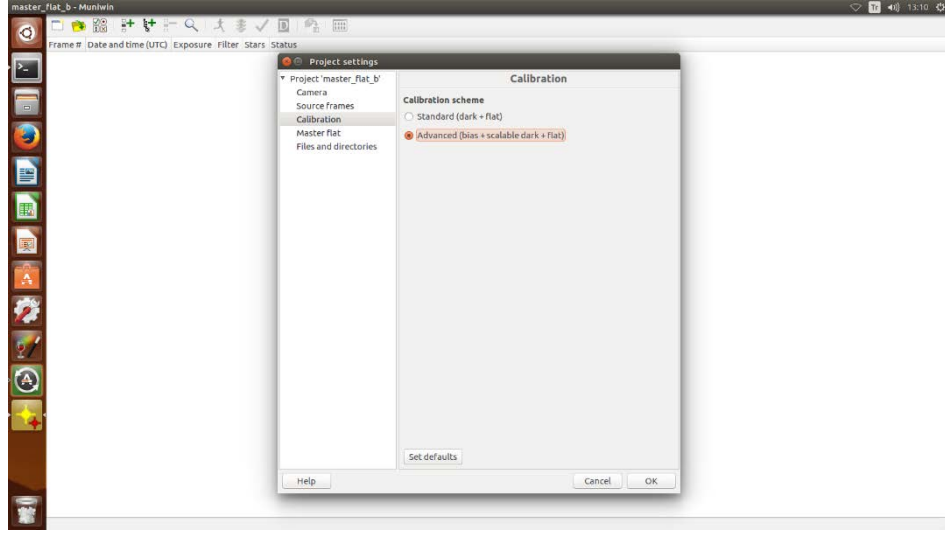 master_flat_b - Muniwin
Tr
13:10
Frame # Date and time (UTC) Exposure Filter Stars Status
Project settings
Project 'master_flat_b'
Camera
Source frames
Calibration
Master flat
Files and directories
Calibration
Calibration scheme
Standard (dark + flat)
Advanced (bias + scalable dark + flat)
Set defaults
Help
Cancel
OK